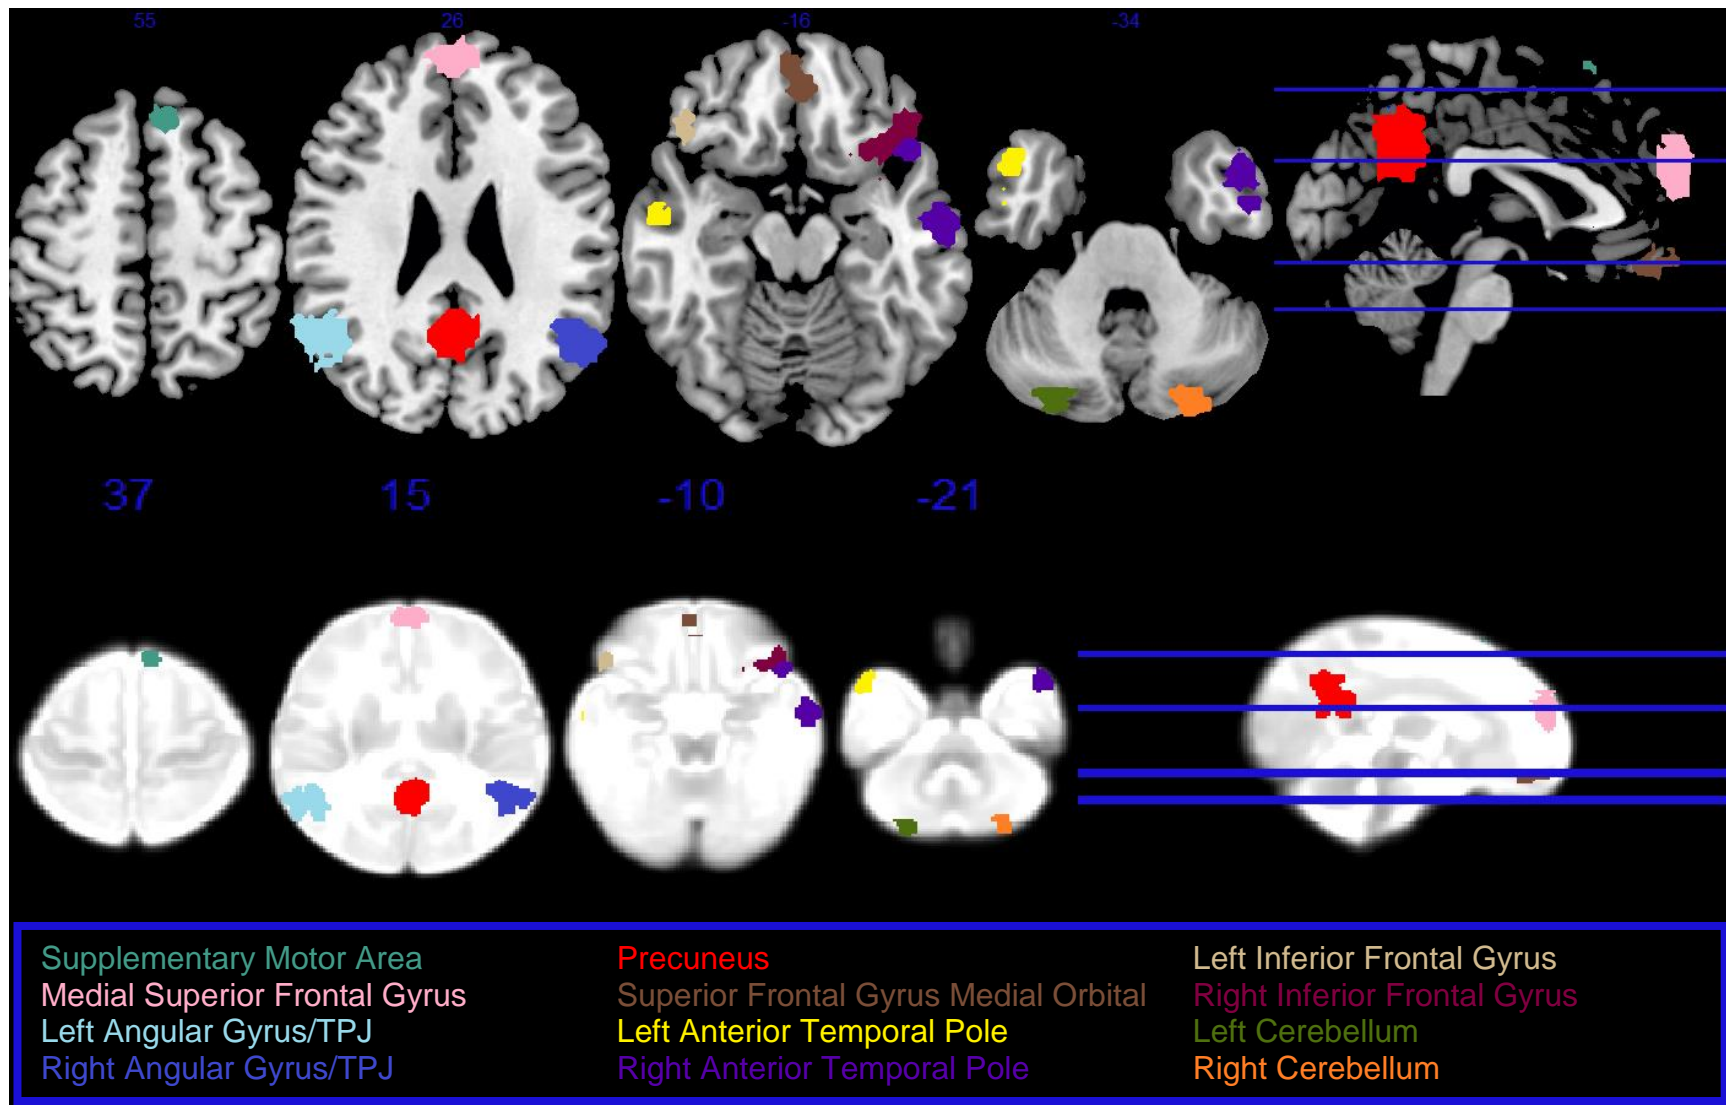 55 26 -16 -34
37 15 -10 -21
Supplementary Motor Area
Medial Superior Frontal Gyrus
Left Angular Gyrus/TPJ
Right Angular Gyrus/TPJ
Precuneus
Superior Frontal Gyrus Medial Orbital
Left Anterior Temporal Pole
Right Anterior Temporal Pole
Left Inferior Frontal Gyrus
Right Inferior Frontal Gyrus
Left Cerebellum
Right Cerebellum